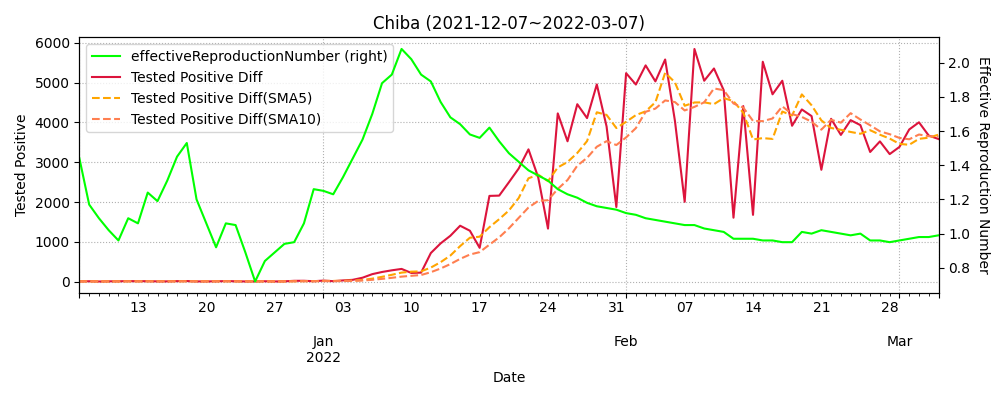 Chiba (2021-12-07~2022-03-07)
effectiveReproductionNumber (right)
Tested Positive Diff
Tested Positive Diff(SMA5)
Tested Positive Diff(SMA10)
Tested Positive
6000
5000
4000
3000
2000
1000
0
Effective Reproduction Number
2.0
1.8
1.6
1.4
1.2
1.0
0.8
13 20 27 03 10 17 24 31 07 14 21 28
Jan Feb Mar
2022
Date